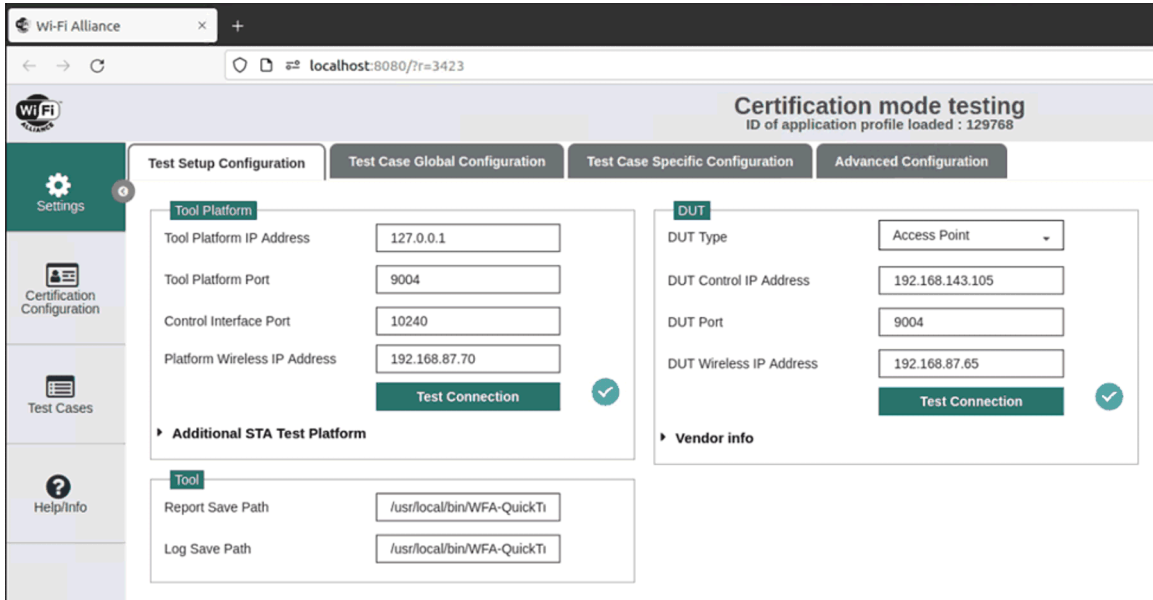 Wi-Fi Alliance
localhost:8080/?r=3423
Wi Fi
ALLIANCE
Certification mode testing
ID of application profile loaded : 129768
Test Setup Configuration
Test Case Global Configuration
Test Case Specific Configuration
Advanced Configuration
Settings
Certification
Configuration
Test Cases
Help/Info
Tool Platform
Tool Platform IP Address 127.0.0.1
Tool Platform Port 9004
Control Interface Port 10240
Platform Wireless IP Address 192.168.87.70
Test Connection
Additional STA Test Platform
DUT
DUT Type Access Point
DUT Control IP Address 192.168.143.105
DUT Port 9004
DUT Wireless IP Address 192.168.87.65
Test Connection
Vendor info
Tool
Report Save Path /usr/local/bin/WFA-QuickTr
Log Save Path /usr/local/bin/WFA-QuickTr